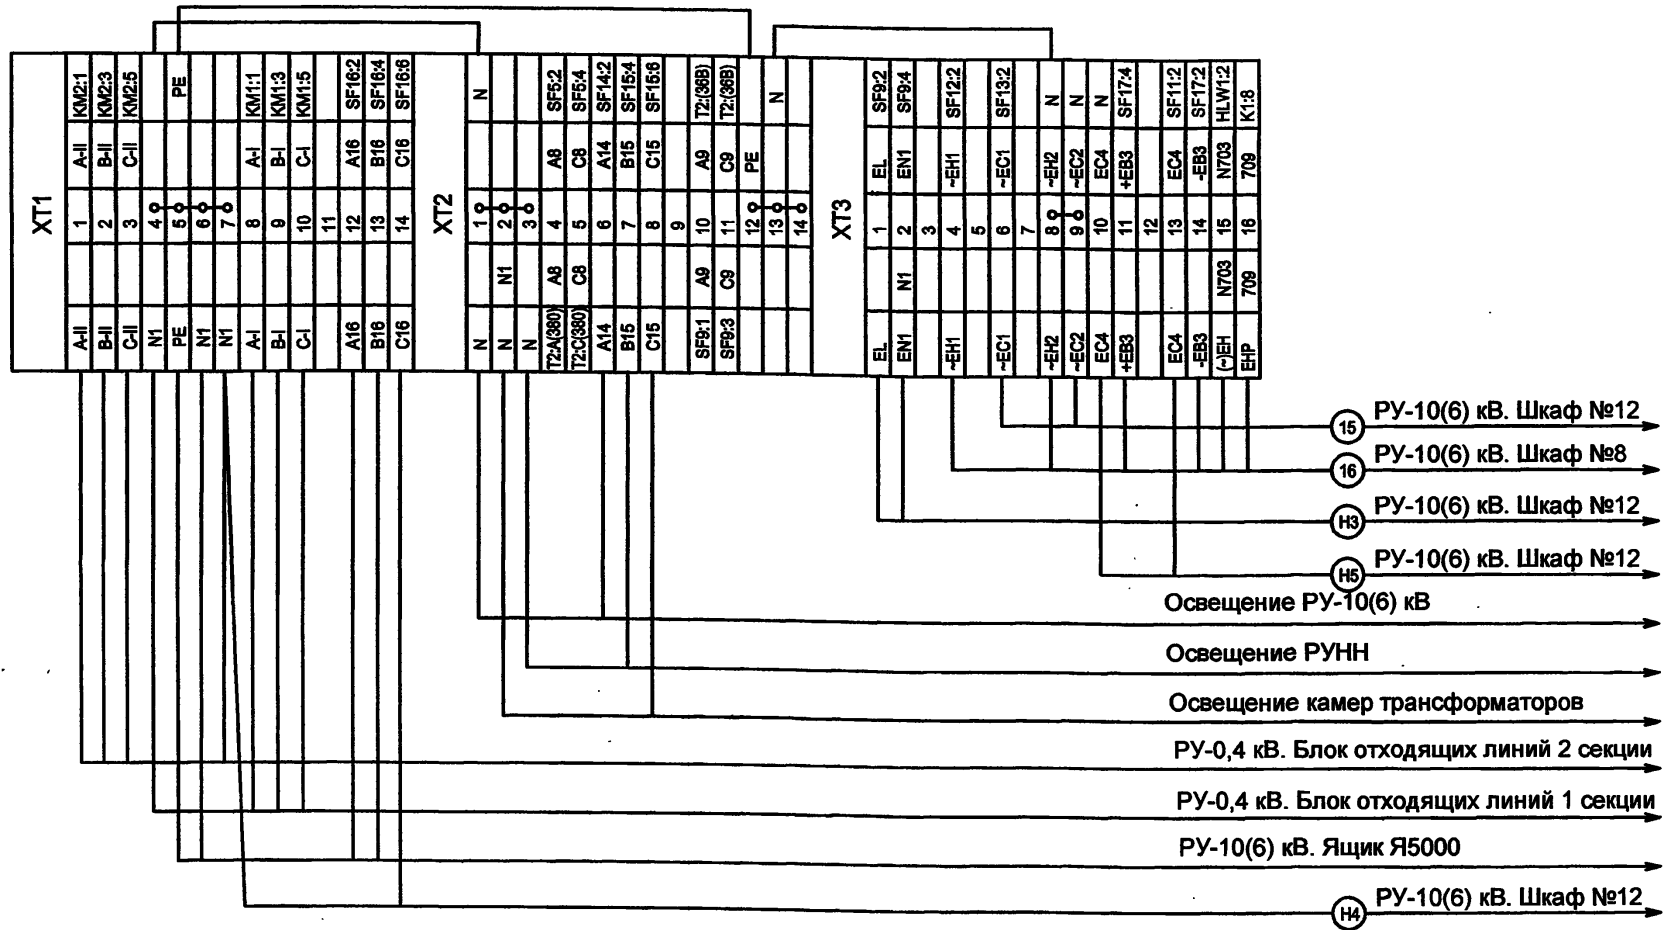 XT1
A-II A-II 1 KM2:1
B-II B-II 2 KM2:3
C-II C-II 3 KM2:5
N1 4
PE 5 PE
N1 6
N1 7
A-I 8 A-I KM1:1
B-I 9 B-I KM1:3
C-I 10 C-I KM1:5
11
A16 12 A16 SF16:2
B16 13 B16 SF16:4
C16 14 C16 SF16:6
XT2
N 1 N
N N1 2
N 3
T2:A(380) A8 4 A8 SF5:2
T2:C(380) C8 5 C8 SF5:4
A14 6 A14 SF14:2
B15 7 B15 SF15:4
C15 8 C15 SF15:6
9
SF9:1 A9 10 A9 T2:(36В)
SF9:3 C9 11 C9 T2:(36В)
12 PE
13 N
14
XT3
EL 1 EL SF9:2
EN1 N1 2 EN1 SF9:4
3
~EH1 4 ~EH1 SF12:2
5
~EC1 6 ~EC1 SF13:2
7
~EH2 8 ~EH2 N
~EC2 9 ~EC2 N
EC4 10 EC4 N
+EB3 11 +EB3 SF17:4
12
EC4 13 EC4 SF11:2
-EB3 14 -EB3 SF17:2
(-)EH N703 15 N703 HLW1:2
EHP 709 16 709 K1:8
15 РУ-10(6) кВ. Шкаф №12
16 РУ-10(6) кВ. Шкаф №8
Н3 РУ-10(6) кВ. Шкаф №12
Н5 РУ-10(6) кВ. Шкаф №12
Освещение РУ-10(6) кВ
Освещение РУНН
Освещение камер трансформаторов
РУ-0,4 кВ. Блок отходящих линий 2 секции
РУ-0,4 кВ. Блок отходящих линий 1 секции
РУ-10(6) кВ. Ящик Я5000
Н4 РУ-10(6) кВ. Шкаф №12